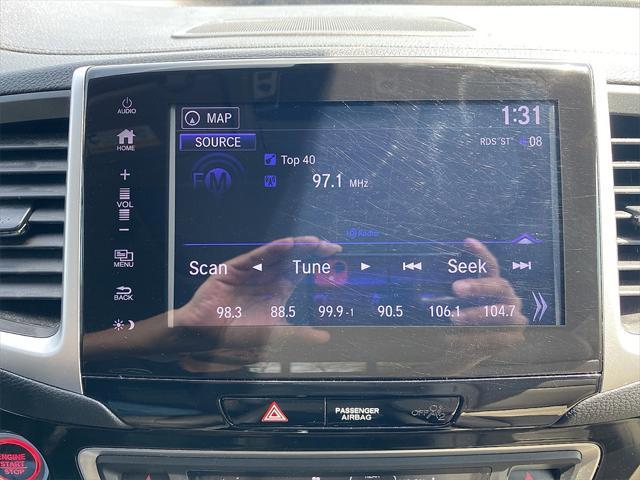 AUDIO
HOME
+
VOL
−
MENU
BACK
MAP
1:31
SOURCE
RDS ST 08
Top 40
FM
97.1 MHz
Radio
Scan Tune Seek
98.3 88.5 99.9-1 90.5 106.1 104.7
PASSENGER
AIRBAG
OFF
ENGINE
START
STOP